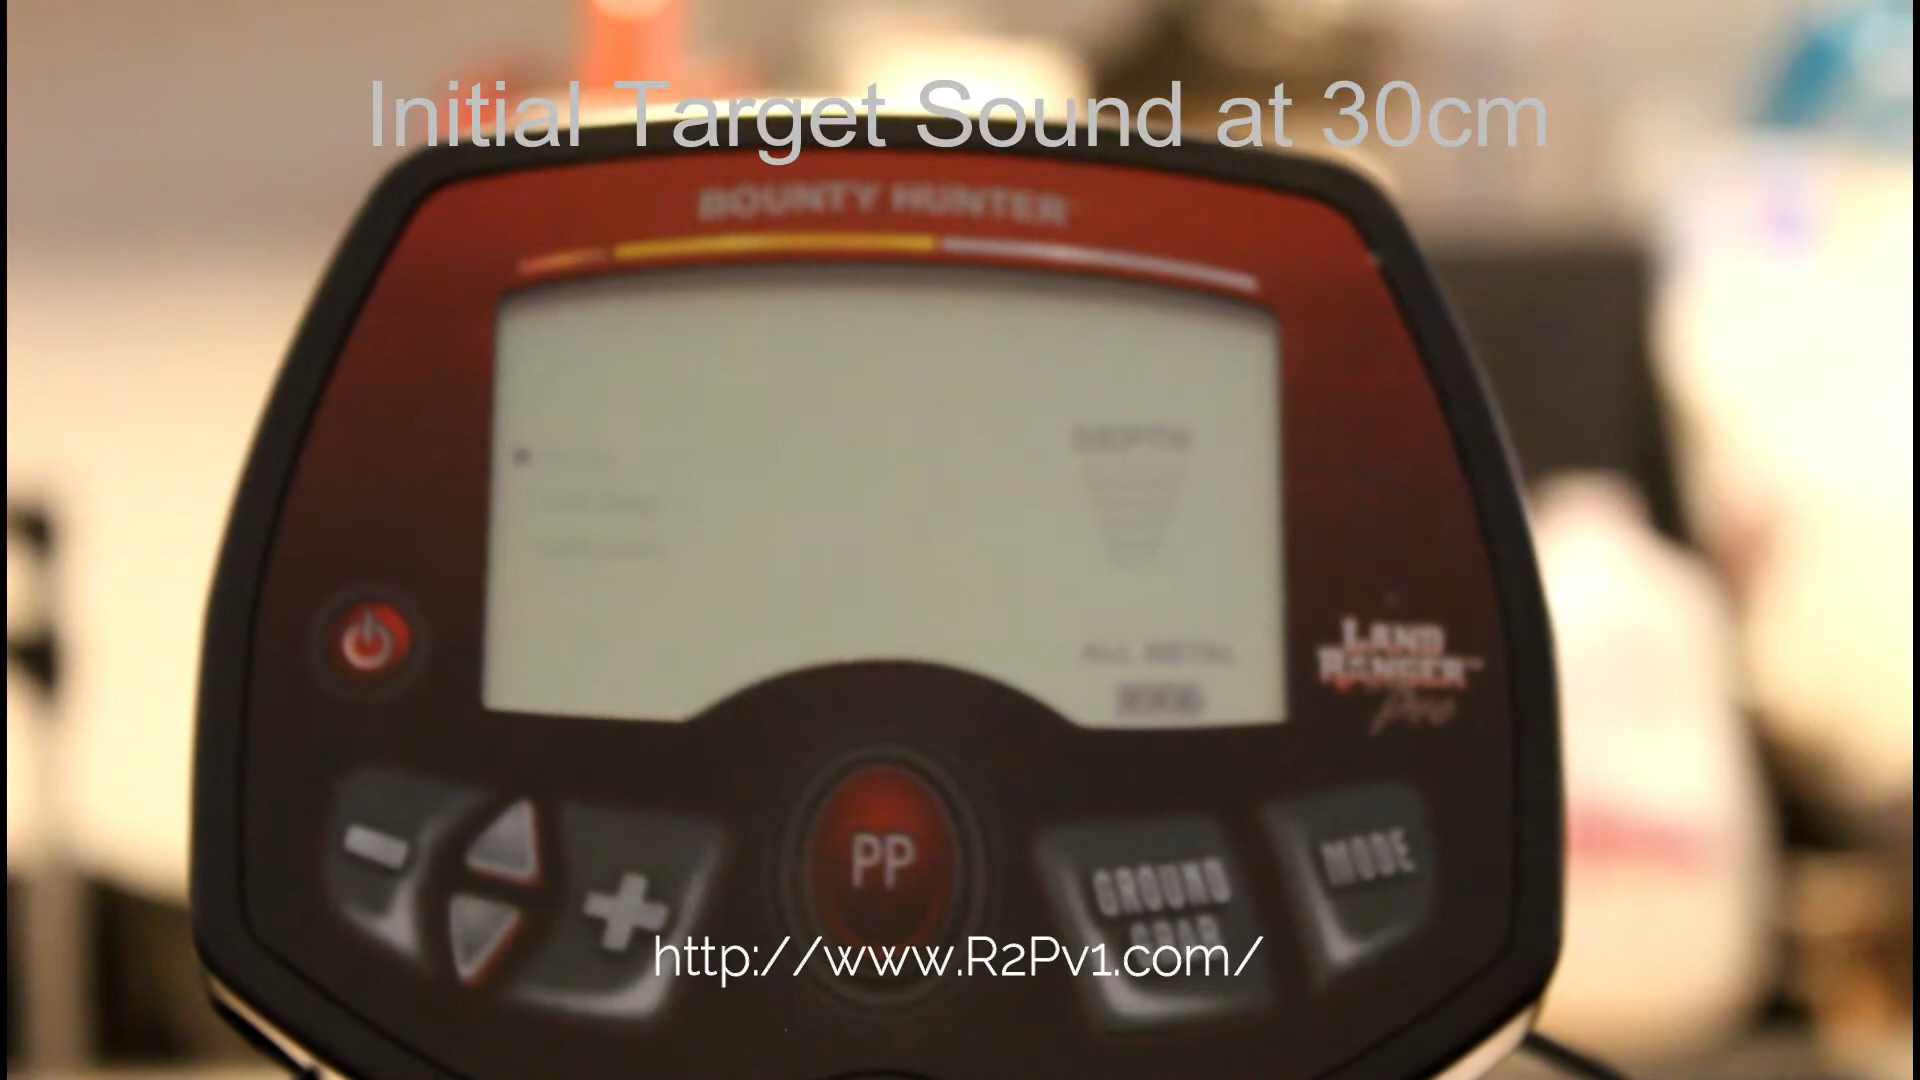 Initial Target Sound at 30cm
BOUNTY HUNTER
DEPTH
ALL METAL
LAND
RANGER™
Pro
PP
GROUND
GRAB
MODE
http://www.R2Pv1.com/